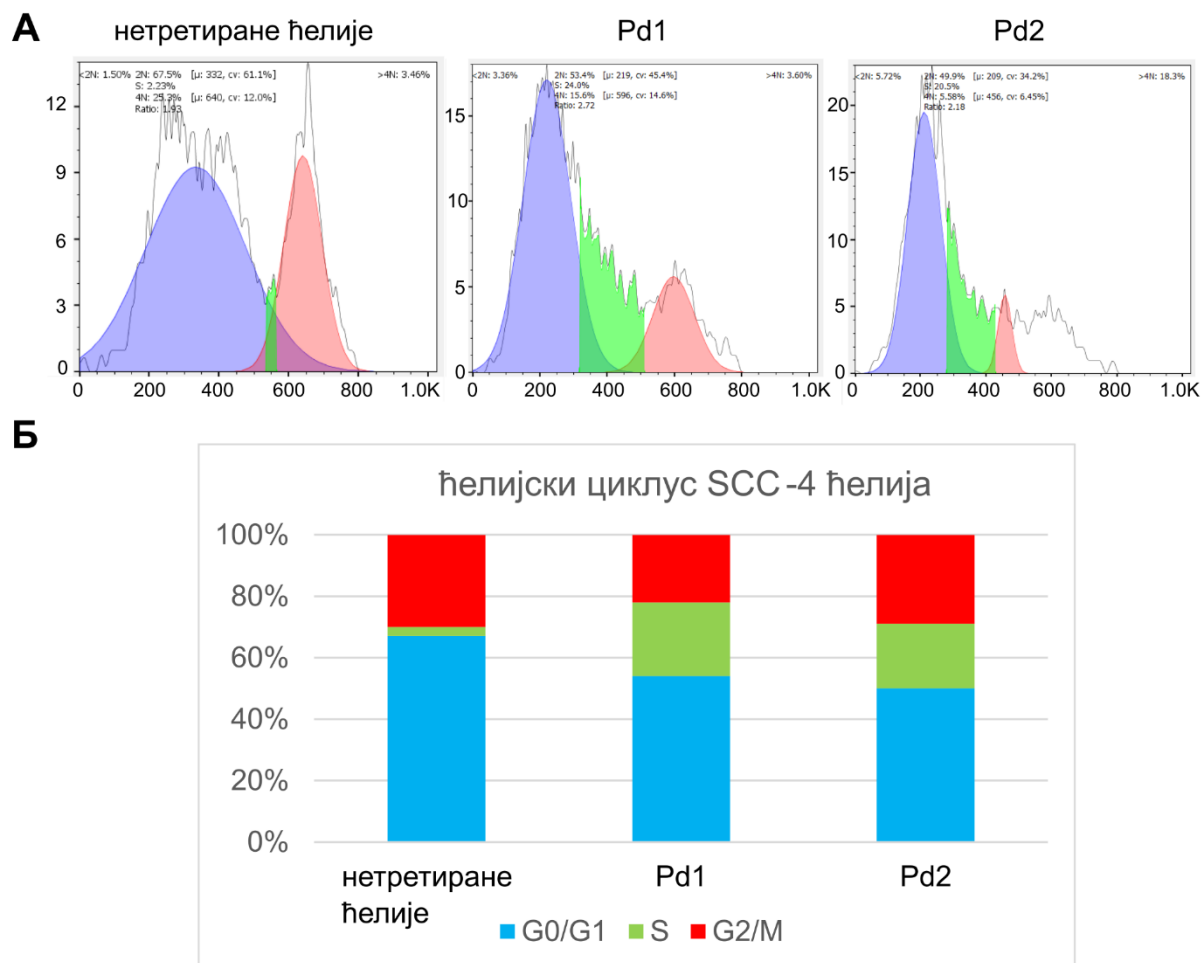 А
нетретиране ћелије
Pd1
Pd2
<2N: 1.50% 2N: 67.5% [µ: 332, cv: 61.1%] >4N: 3.46%
S: 2.23%
4N: 25.3% [µ: 640, cv: 12.0%]
Ratio: 1.93
12
9
6
3
0
0 200 400 600 800 1.0K
<2N: 3.36% 2N: 53.4% [µ: 219, cv: 45.4%] >4N: 3.60%
S: 24.0%
4N: 15.6% [µ: 596, cv: 14.6%]
Ratio: 2.72
15
10
5
0
0 200 400 600 800 1.0K
<2N: 5.72% 2N: 49.9% [µ: 209, cv: 34.2%] >4N: 18.3%
S: 20.5%
4N: 5.58% [µ: 456, cv: 6.45%]
Ratio: 2.18
20
15
10
5
0
0 200 400 600 800 1.0K
Б
ћелијски циклус SCC-4 ћелија
100%
80%
60%
40%
20%
0%
нетретиране
ћелије
Pd1
Pd2
G0/G1 S G2/M